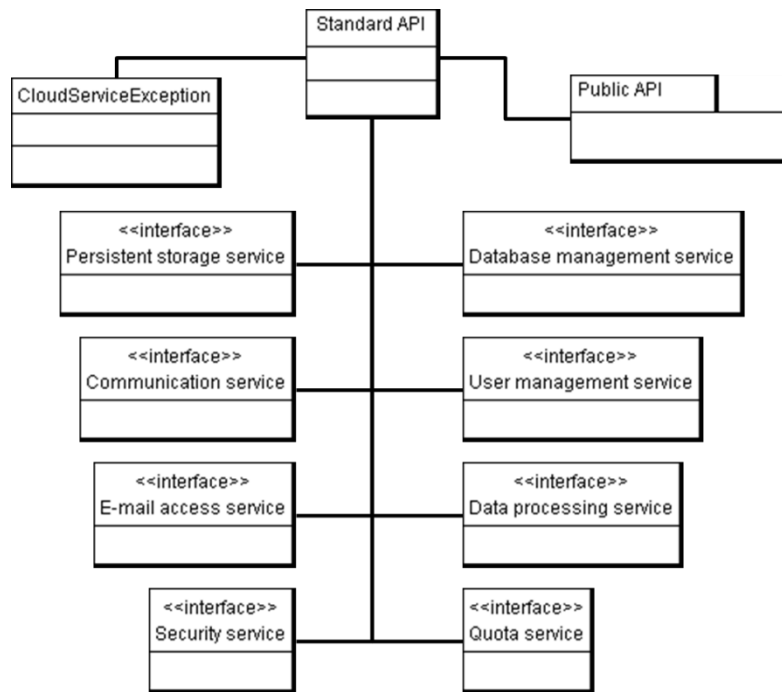 Standard API
CloudServiceException
Public API
<<interface>>
Persistent storage service
<<interface>>
Database management service
<<interface>>
Communication service
<<interface>>
User management service
<<interface>>
E-mail access service
<<interface>>
Data processing service
<<interface>>
Security service
<<interface>>
Quota service